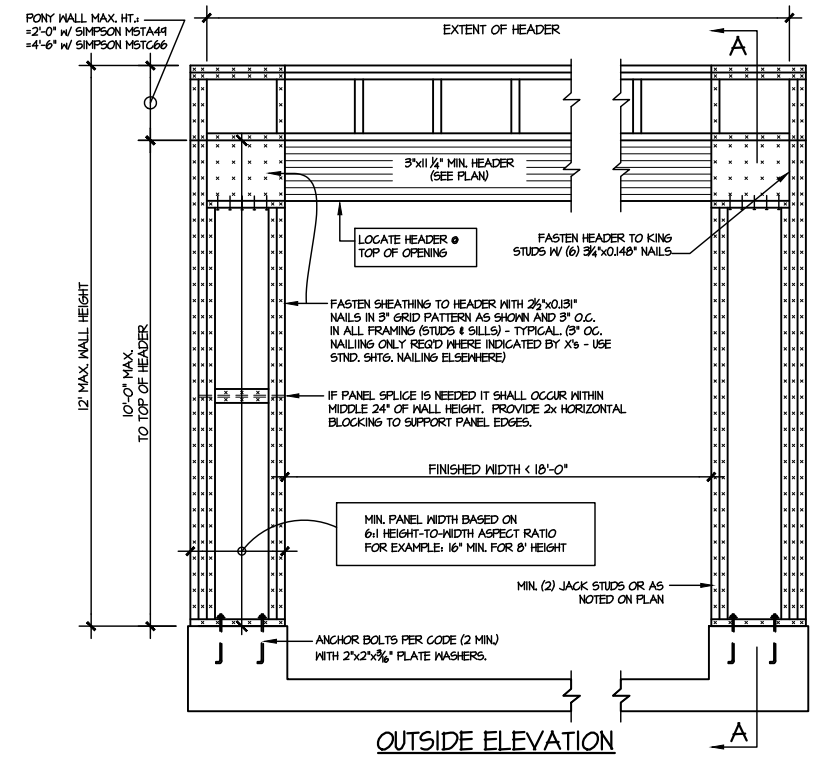 PONY WALL MAX. HT.:
=2'-0" W/ SIMPSON MSTA49
=4'-6" W/ SIMPSON MSTC66
EXTENT OF HEADER
A
3"x11 1/4" MIN. HEADER
(SEE PLAN)
LOCATE HEADER @
TOP OF OPENING
FASTEN HEADER TO KING
STUDS W/ (6) 3 1/4"x0.148" NAILS
FASTEN SHEATHING TO HEADER WITH 2 1/2"x0.131"
NAILS IN 3" GRID PATTERN AS SHOWN AND 3" O.C.
IN ALL FRAMING (STUDS & SILLS) - TYPICAL. (3" OC.
NAILIING ONLY REQ'D WHERE INDICATED BY X's - USE
STND. SHTG. NAILING ELSEWHERE)
12' MAX. WALL HEIGHT
10'-0" MAX.
TO TOP OF HEADER
IF PANEL SPLICE IS NEEDED IT SHALL OCCUR WITHIN
MIDDLE 24" OF WALL HEIGHT. PROVIDE 2x HORIZONTAL
BLOCKING TO SUPPORT PANEL EDGES.
FINISHED WIDTH < 18'-0"
MIN. PANEL WIDTH BASED ON
6:1 HEIGHT-TO-WIDTH ASPECT RATIO
FOR EXAMPLE: 16" MIN. FOR 8' HEIGHT
MIN. (2) JACK STUDS OR AS
NOTED ON PLAN
ANCHOR BOLTS PER CODE (2 MIN.)
WITH 2"x2"x3/16" PLATE WASHERS.
A
OUTSIDE ELEVATION